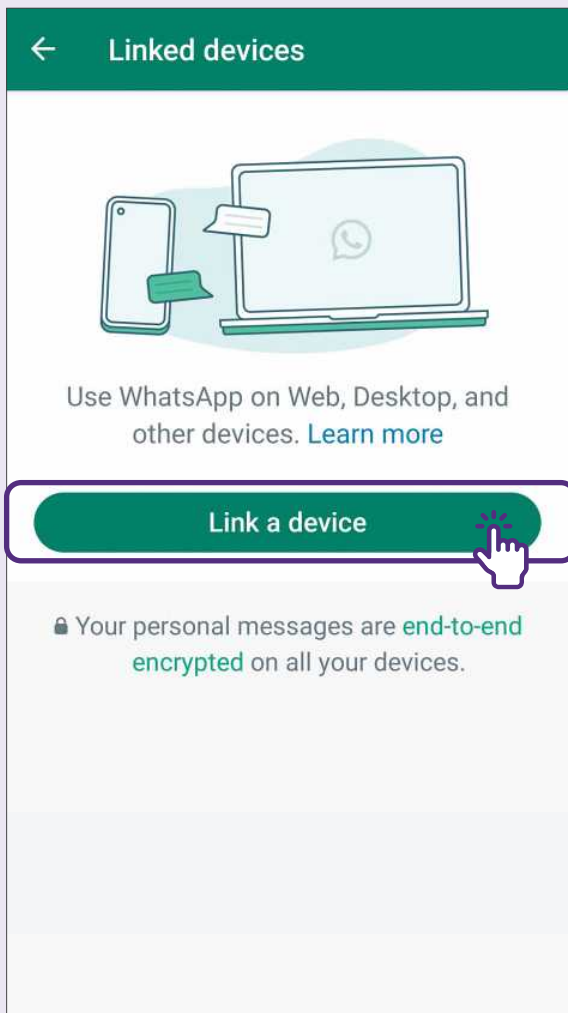 Linked devices
Use WhatsApp on Web, Desktop, and
other devices. Learn more
Link a device
Your personal messages are end-to-end
encrypted on all your devices.